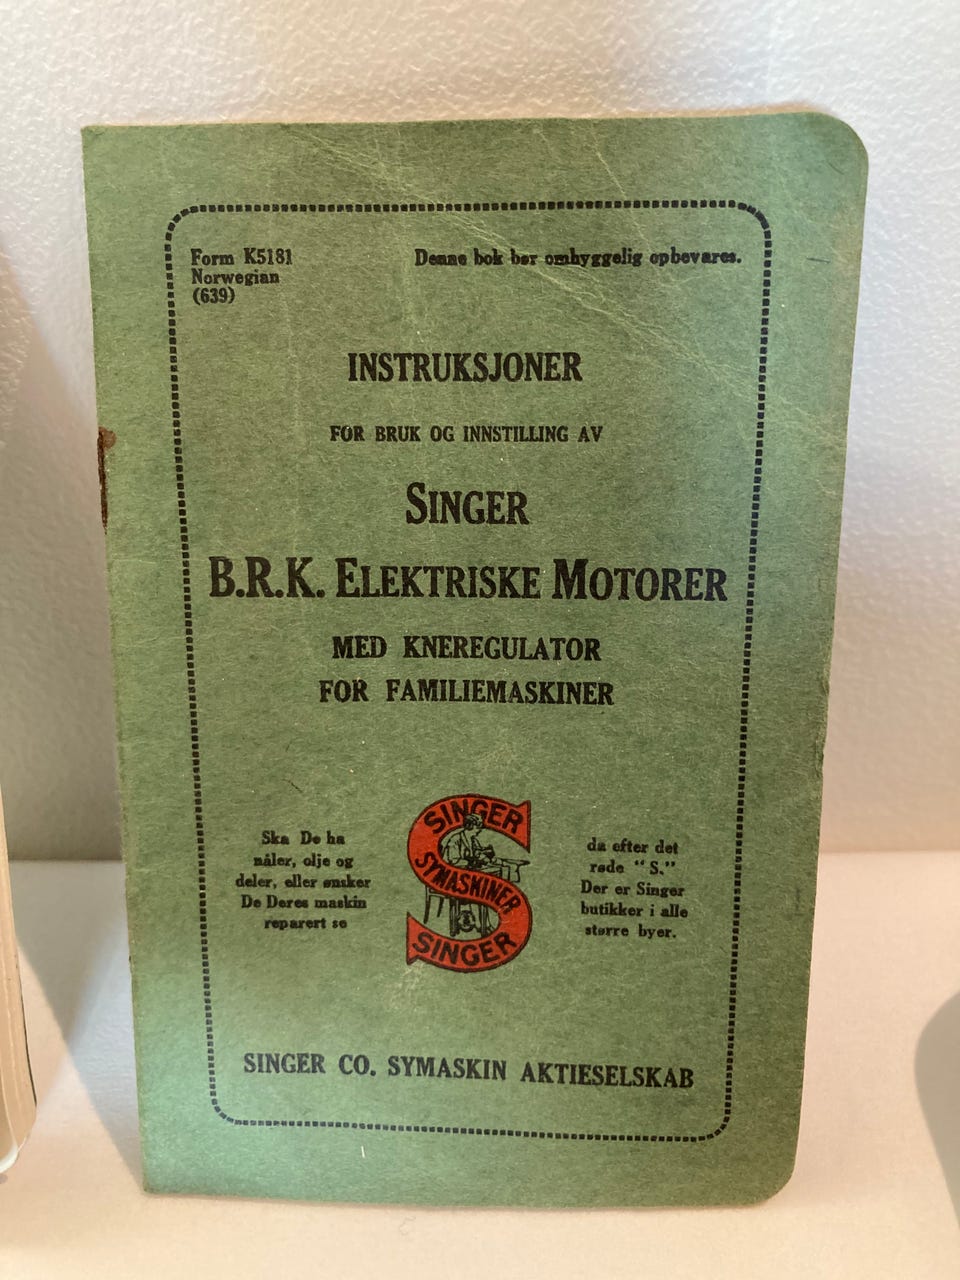 Form K5181
Norwegian
(639)
Denne bok bør omhyggelig opbevares.
INSTRUKSJONER
FOR BRUK OG INNSTILLING AV
SINGER
B.R.K. ELEKTRISKE MOTORER
MED KNEREGULATOR
FOR FAMILIEMASKINER
Ska De ha
nåler, olje og
deler, eller ønsker
De Deres maskin
reparert se
SINGER
SYMASKINER
SINGER
da efter det
røde "S."
Der er Singer
butikker i alle
større byer.
SINGER CO. SYMASKIN AKTIESELSKAB